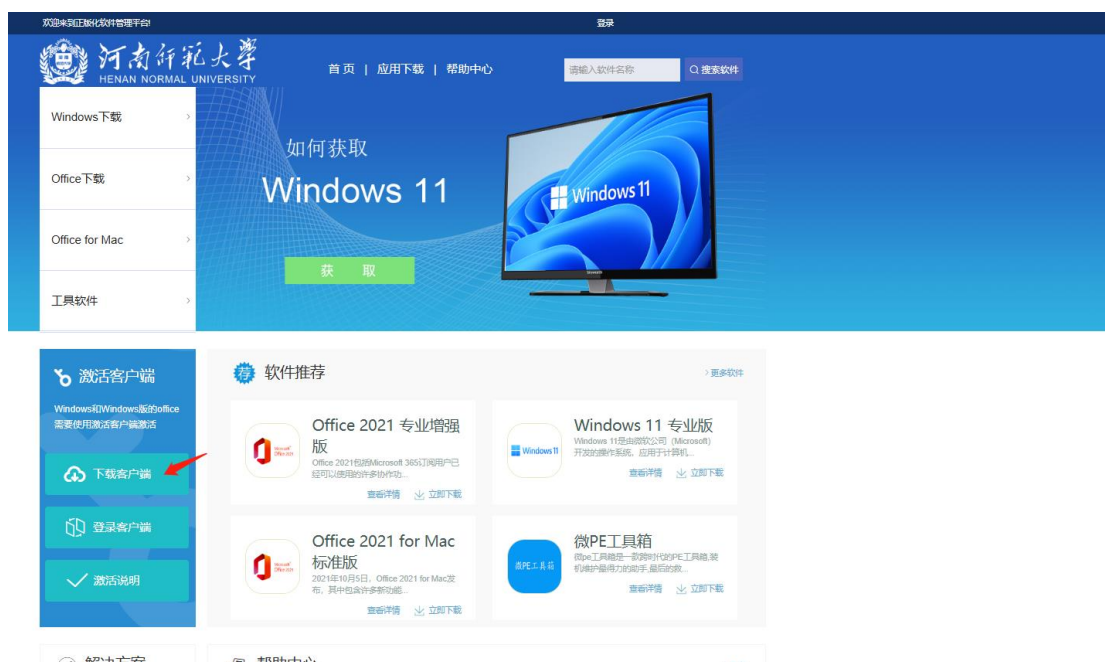 欢迎来到正版化软件管理平台!
登录
河南师范大学
HENAN NORMAL UNIVERSITY
首页 | 应用下载 | 帮助中心
请输入软件名称
搜索软件
Windows下载
Office下载
Office for Mac
工具软件
如何获取
Windows 11
获 取
Windows 11
激活客户端
Windows和Windows版的office
需要使用激活客户端激活
下载客户端
登录客户端
激活说明
荐 软件推荐
更多软件
Office 2021 专业增强
版
Office 2021包括Microsoft 365订阅用户已
经可以使用的许多协作功...
查看详情 立即下载
Windows 11
Windows 11 专业版
Windows 11是由微软公司 (Microsoft)
开发的操作系统，应用于计算机...
查看详情 立即下载
Office 2021 for Mac
标准版
2021年10月5日，Office 2021 for Mac发
布，其中包含许多新功能...
查看详情 立即下载
微PE工具箱
微PE工具箱
微pe工具箱是一款跨时代的PE工具箱,装
机维护最得力的助手,最后的救...
查看详情 立即下载
解决方案
帮助中心